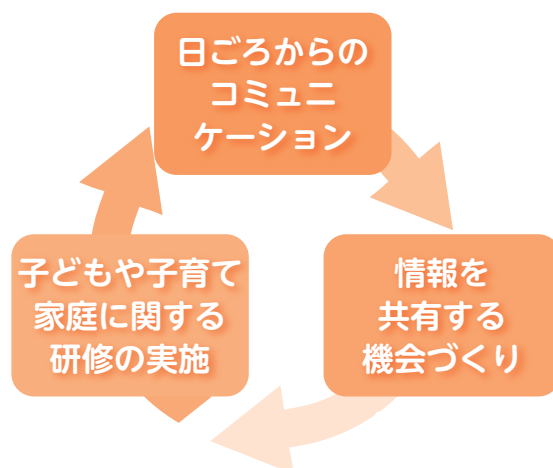 日ごろからの
コミュニ
ケーション
情報を
共有する
機会づくり
子どもや子育て
家庭に関する
研修の実施